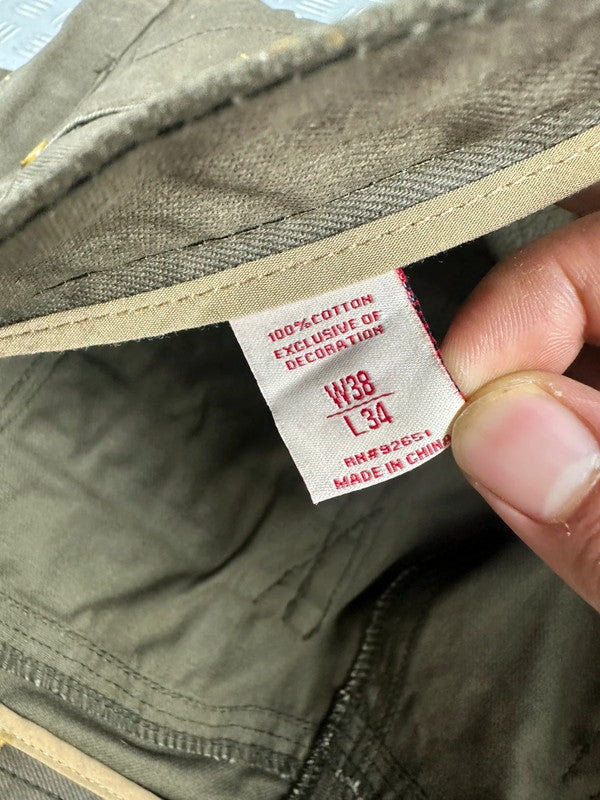 100% COTTON
EXCLUSIVE OF
DECORATION
W38
L34
RN#92651
MADE IN CHINA